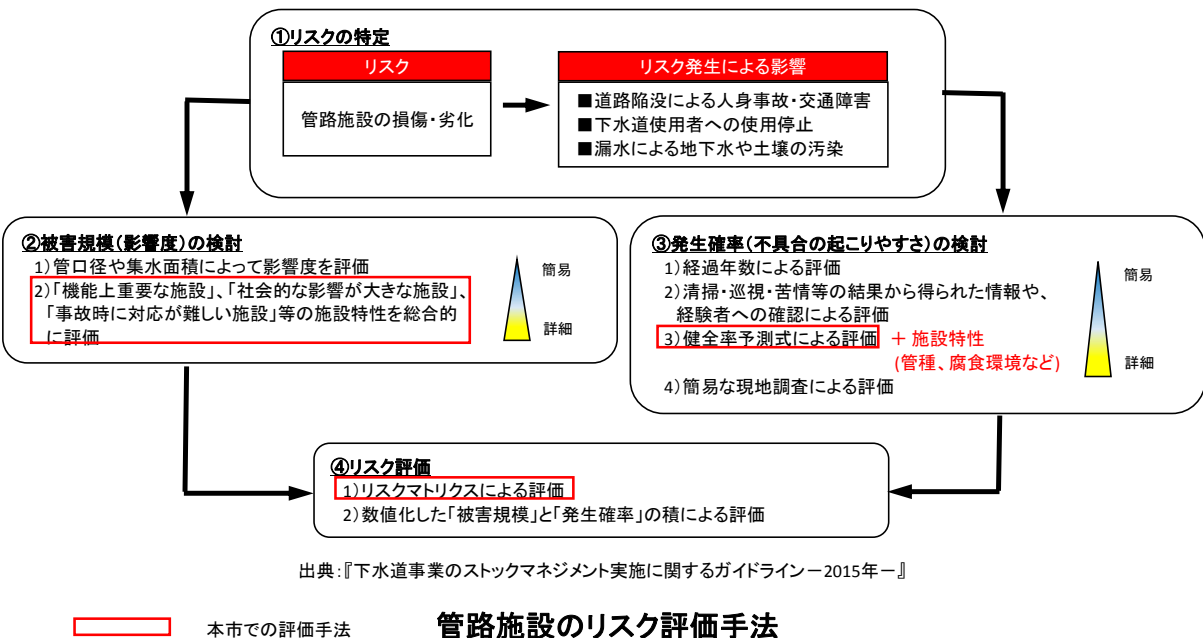 ①リスクの特定
リスク
リスク発生による影響
管路施設の損傷・劣化
■道路陥没による人身事故・交通障害
■下水道使用者への使用停止
■漏水による地下水や土壌の汚染
②被害規模(影響度)の検討
1)管口径や集水面積によって影響度を評価
2)「機能上重要な施設」、「社会的な影響が大きな施設」、
「事故時に対応が難しい施設」等の施設特性を総合的
に評価
簡易
詳細
③発生確率(不具合の起こりやすさ)の検討
1)経過年数による評価
2)清掃・巡視・苦情等の結果から得られた情報や、
経験者への確認による評価
3)健全率予測式による評価 + 施設特性
(管種、腐食環境など)
4)簡易な現地調査による評価
簡易
詳細
④リスク評価
1)リスクマトリクスによる評価
2)数値化した「被害規模」と「発生確率」の積による評価
出典:『下水道事業のストックマネジメント実施に関するガイドラインー2015年ー』
本市での評価手法
管路施設のリスク評価手法